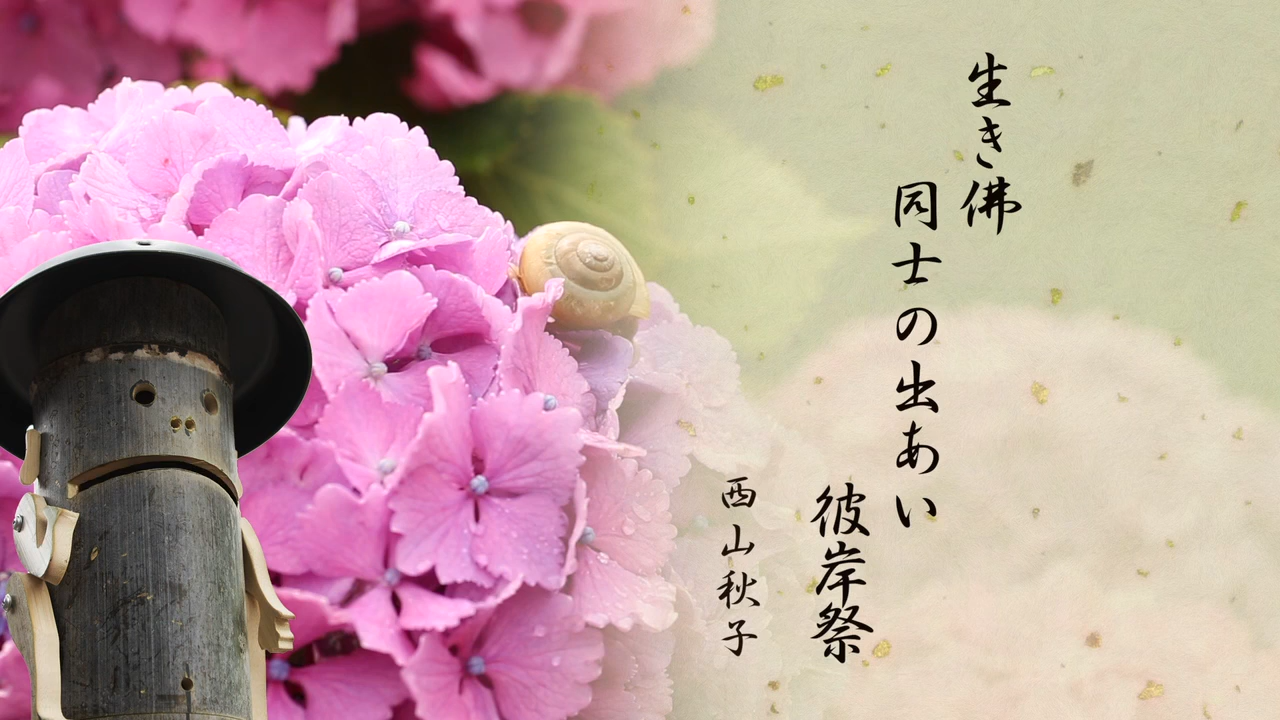 生き佛
同士の出あい
彼岸祭
西山秋子